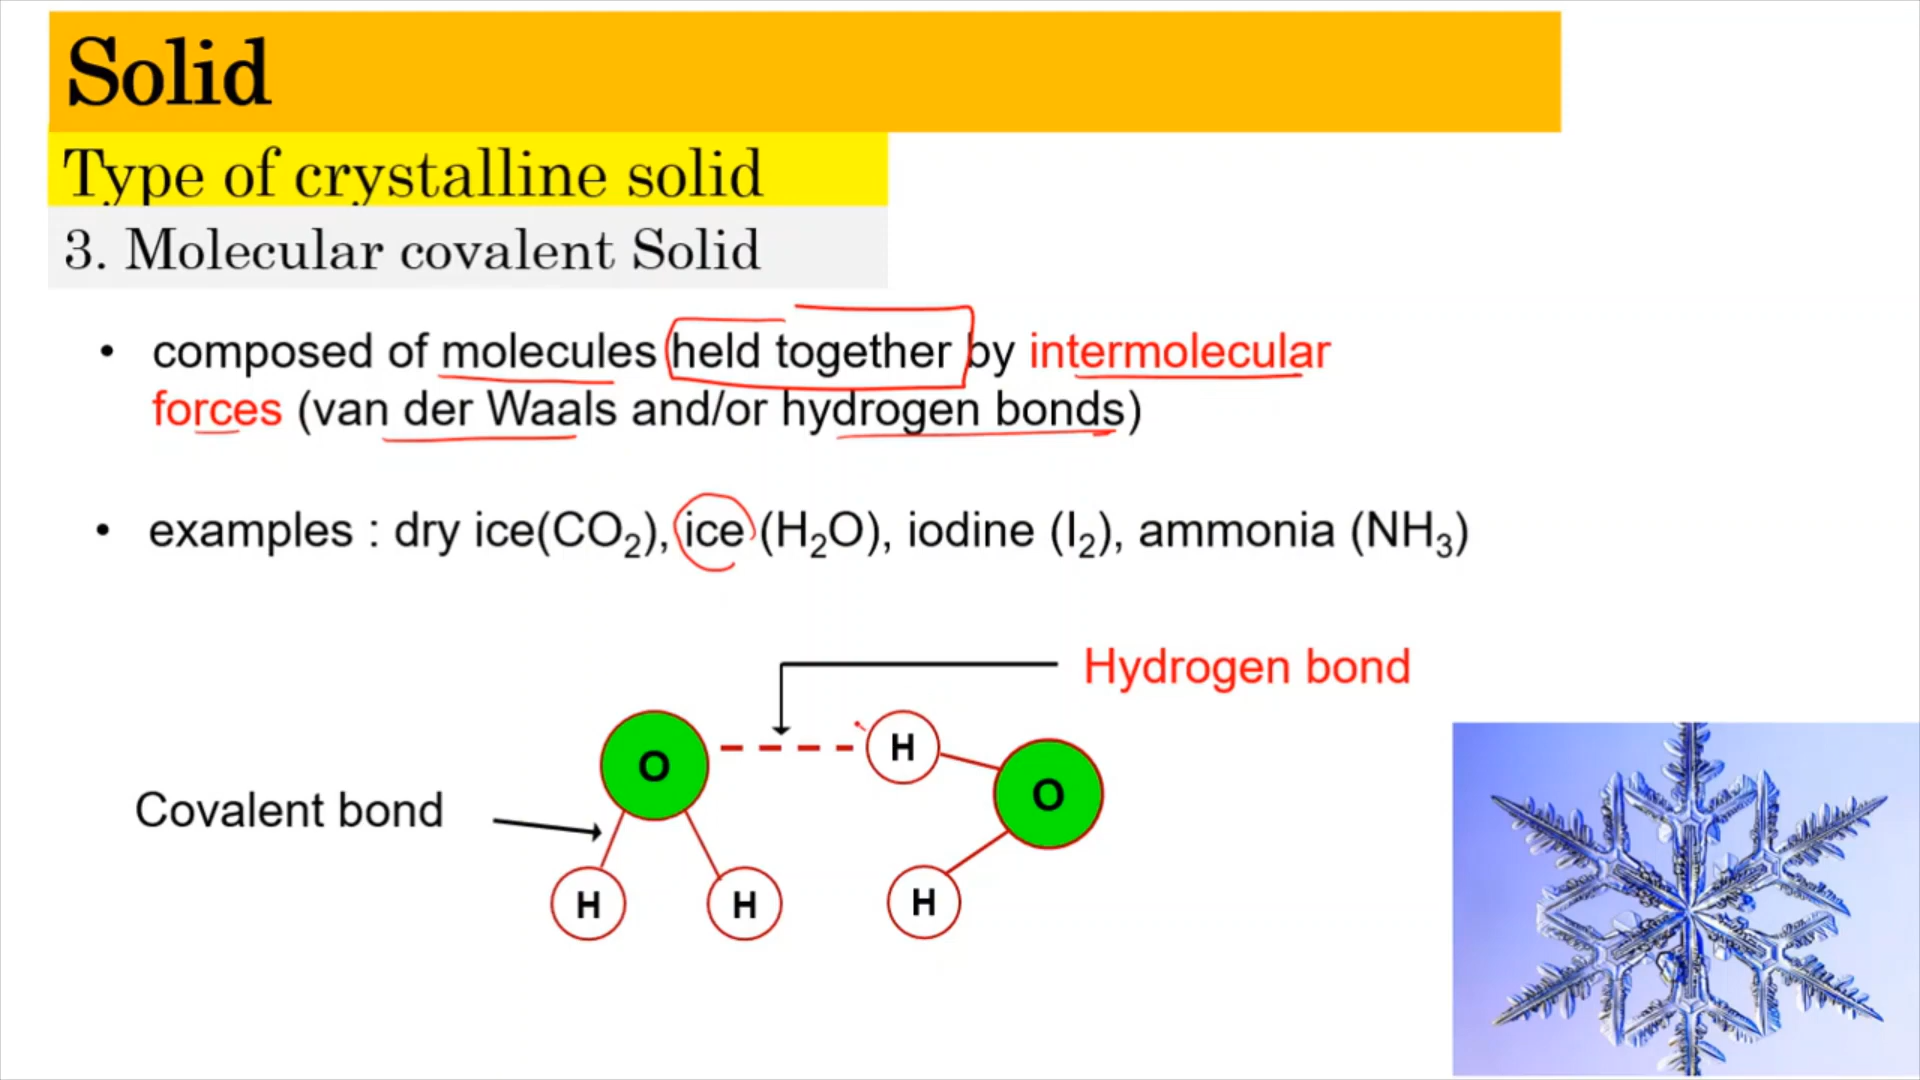 Solid
Type of crystalline solid
3. Molecular covalent Solid
• composed of molecules held together by intermolecular
forces (van der Waals and/or hydrogen bonds)
• examples : dry ice(CO₂), ice (H₂O), iodine (I₂), ammonia (NH₃)
Hydrogen bond
O H O
Covalent bond
H H H